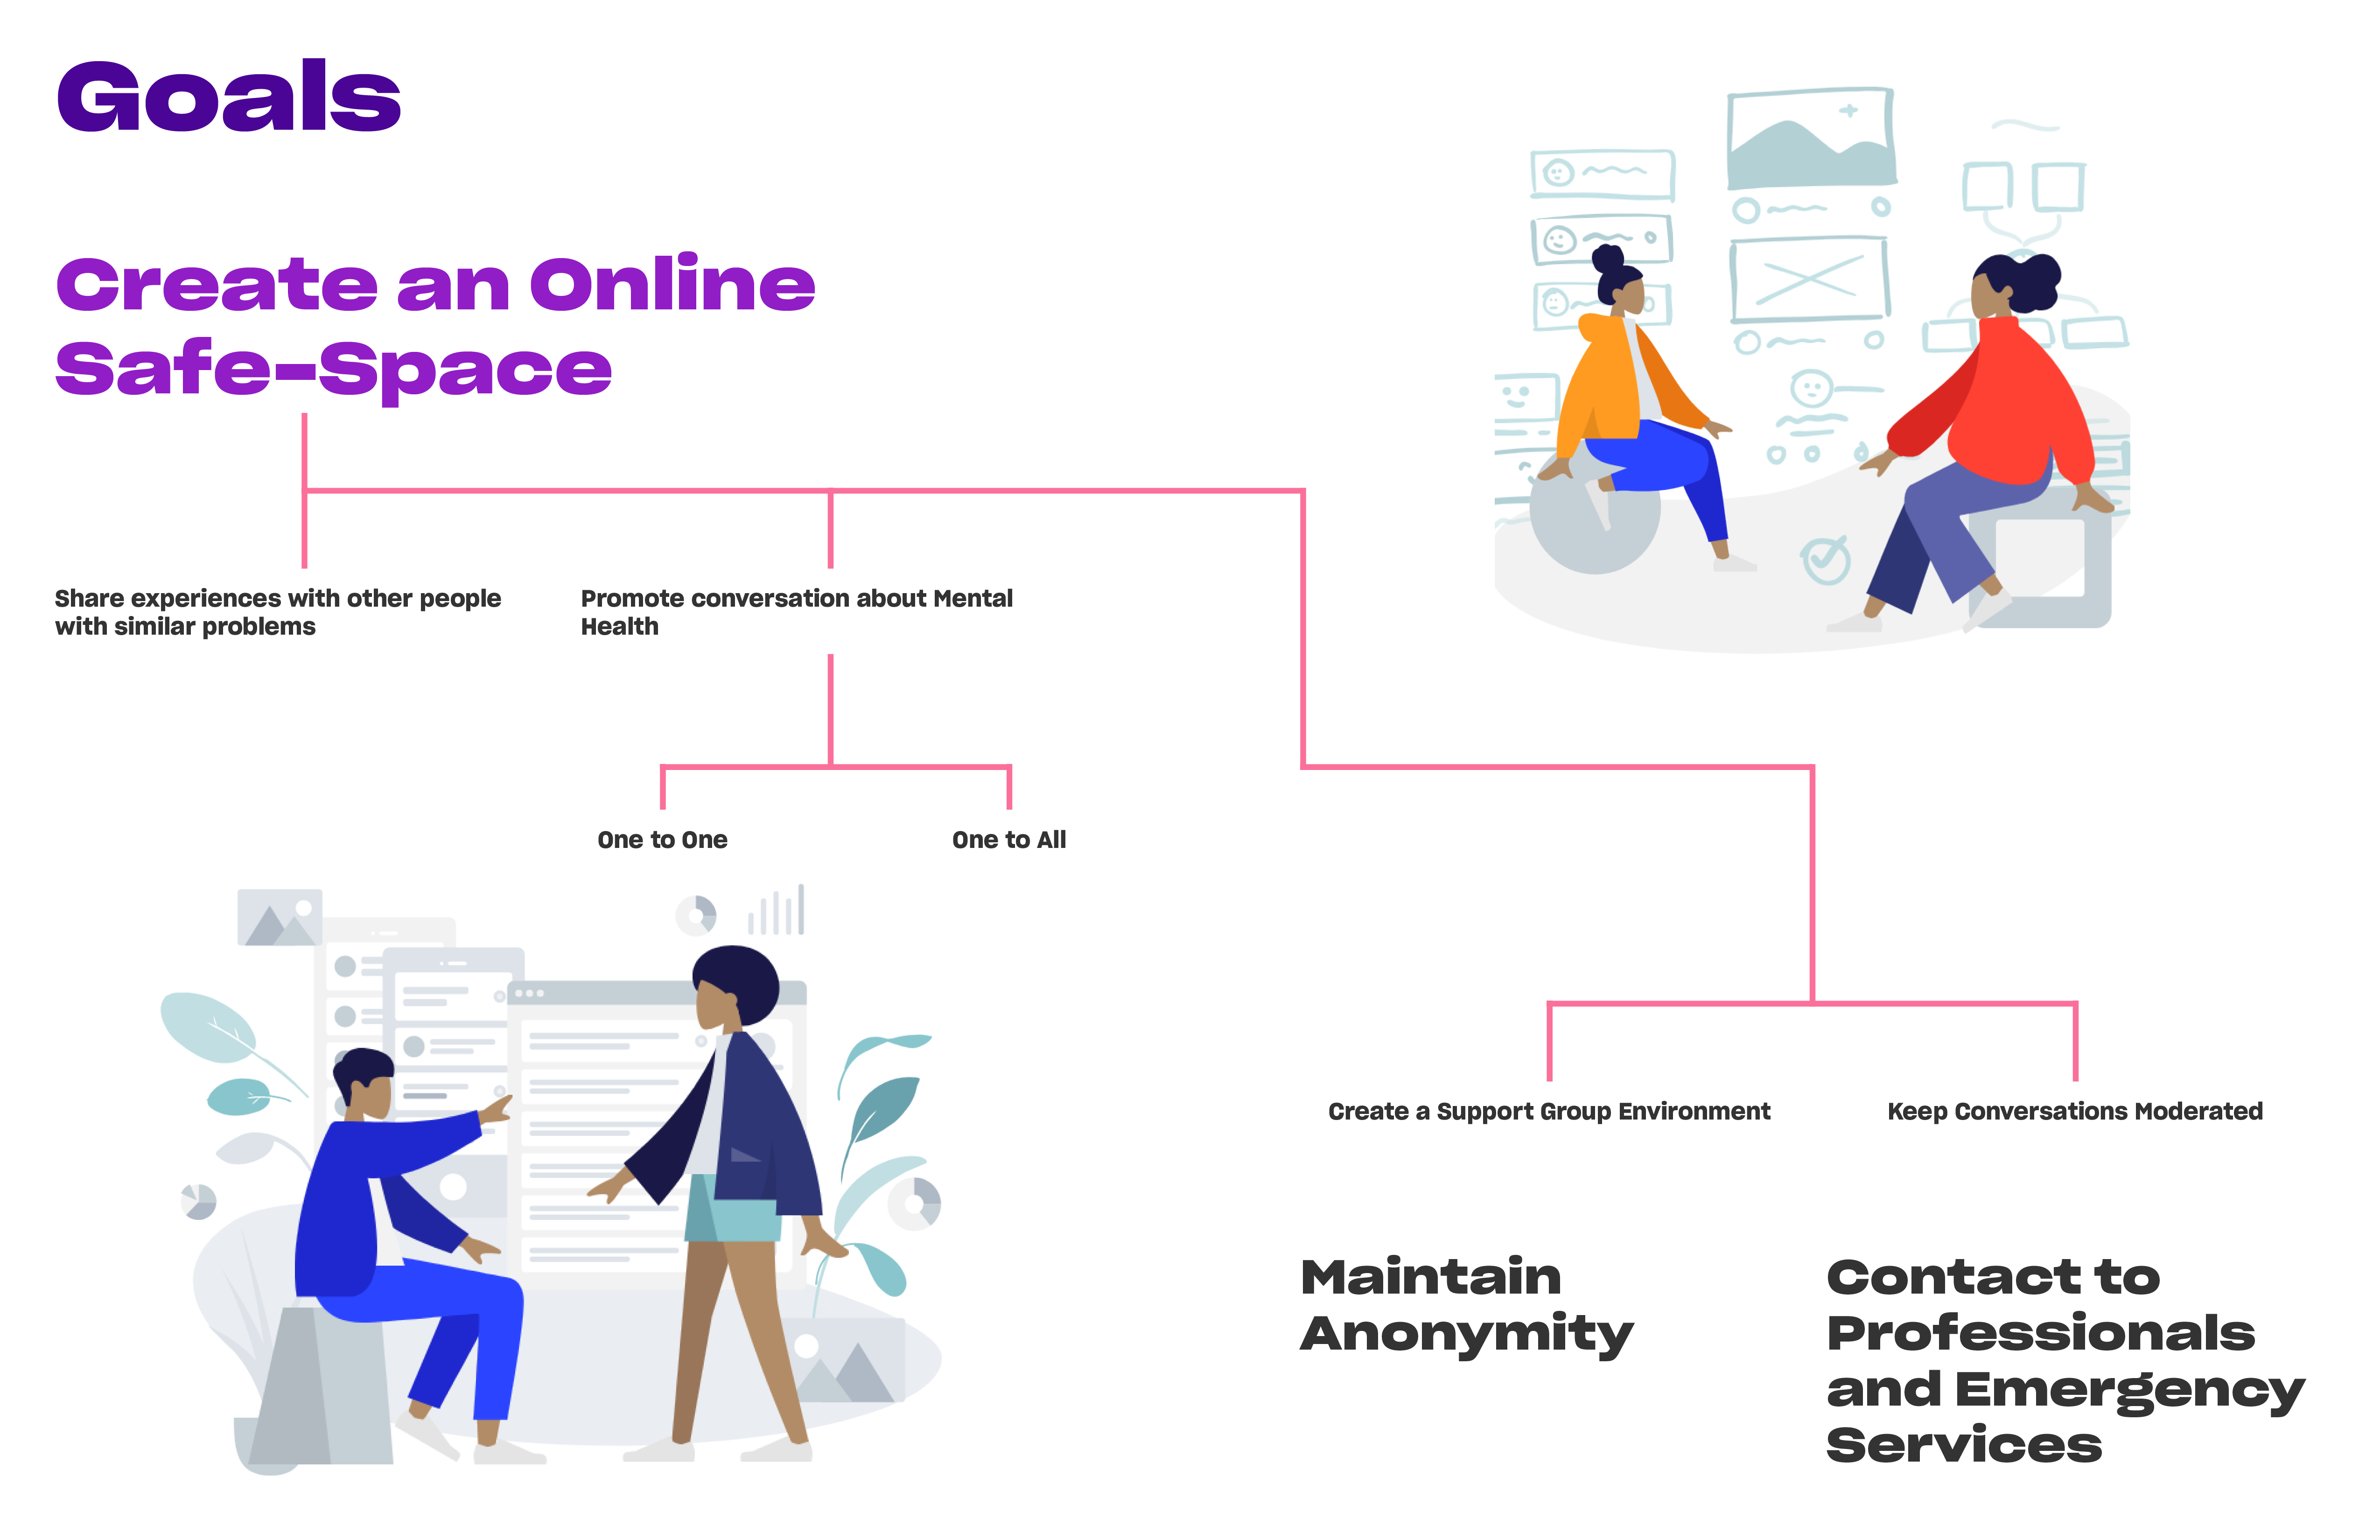 Goals
Create an Online
Safe-Space
Share experiences with other people
with similar problems
Promote conversation about Mental
Health
One to One
One to All
Create a Support Group Environment
Keep Conversations Moderated
Maintain
Anonymity
Contact to
Professionals
and Emergency
Services